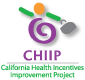 CHIIP
California Health Incentives
Improvement Project